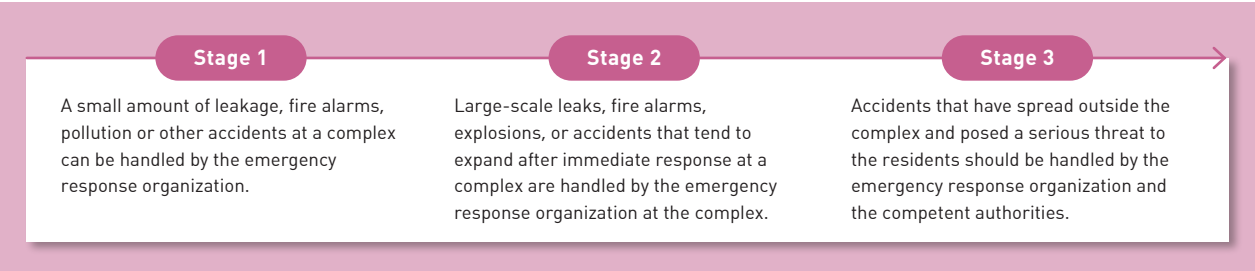 Stage 1
A small amount of leakage, fire alarms,
pollution or other accidents at a complex
can be handled by the emergency
response organization.
Stage 2
Large-scale leaks, fire alarms,
explosions, or accidents that tend to
expand after immediate response at a
complex are handled by the emergency
response organization at the complex.
Stage 3
Accidents that have spread outside the
complex and posed a serious threat to
the residents should be handled by the
emergency response organization and
the competent authorities.